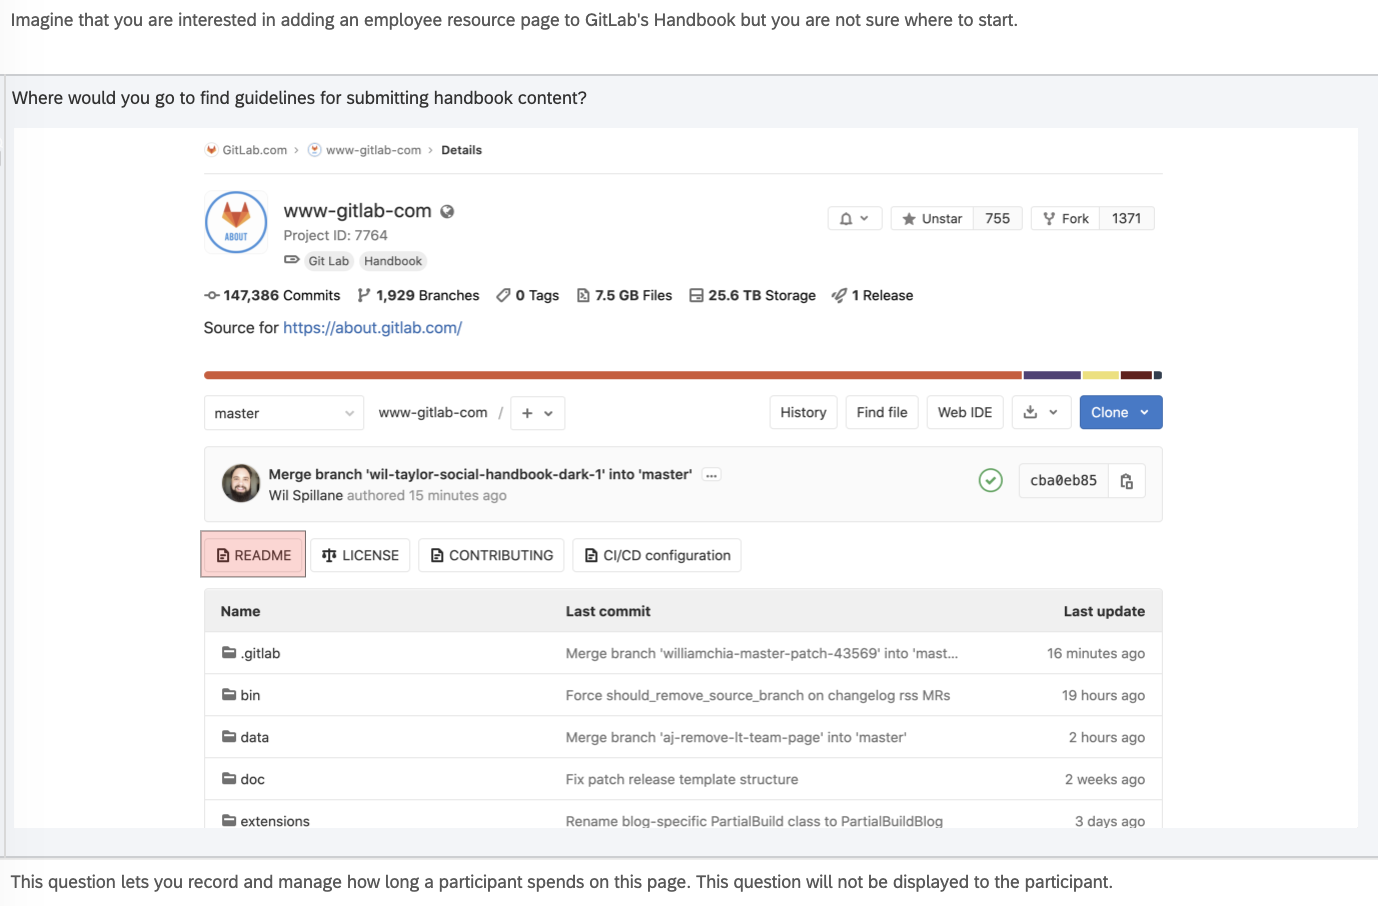 Imagine that you are interested in adding an employee resource page to GitLab's Handbook but you are not sure where to start.
Where would you go to find guidelines for submitting handbook content?
GitLab.com › www-gitlab-com › Details
ABOUT
www-gitlab-com
Project ID: 7764
Git Lab Handbook
Unstar 755 Fork 1371
147,386 Commits 1,929 Branches 0 Tags 7.5 GB Files 25.6 TB Storage 1 Release
Source for https://about.gitlab.com/
master www-gitlab-com / + History Find file Web IDE Clone
Merge branch 'wil-taylor-social-handbook-dark-1' into 'master' ...
Wil Spillane authored 15 minutes ago
cba0eb85
README LICENSE CONTRIBUTING CI/CD configuration
Name Last commit Last update
.gitlab Merge branch 'williamchia-master-patch-43569' into 'mast... 16 minutes ago
bin Force should_remove_source_branch on changelog rss MRs 19 hours ago
data Merge branch 'aj-remove-lt-team-page' into 'master' 2 hours ago
doc Fix patch release template structure 2 weeks ago
extensions Rename blog-specific PartialBuild class to PartialBuildBlog 3 days ago
This question lets you record and manage how long a participant spends on this page. This question will not be displayed to the participant.